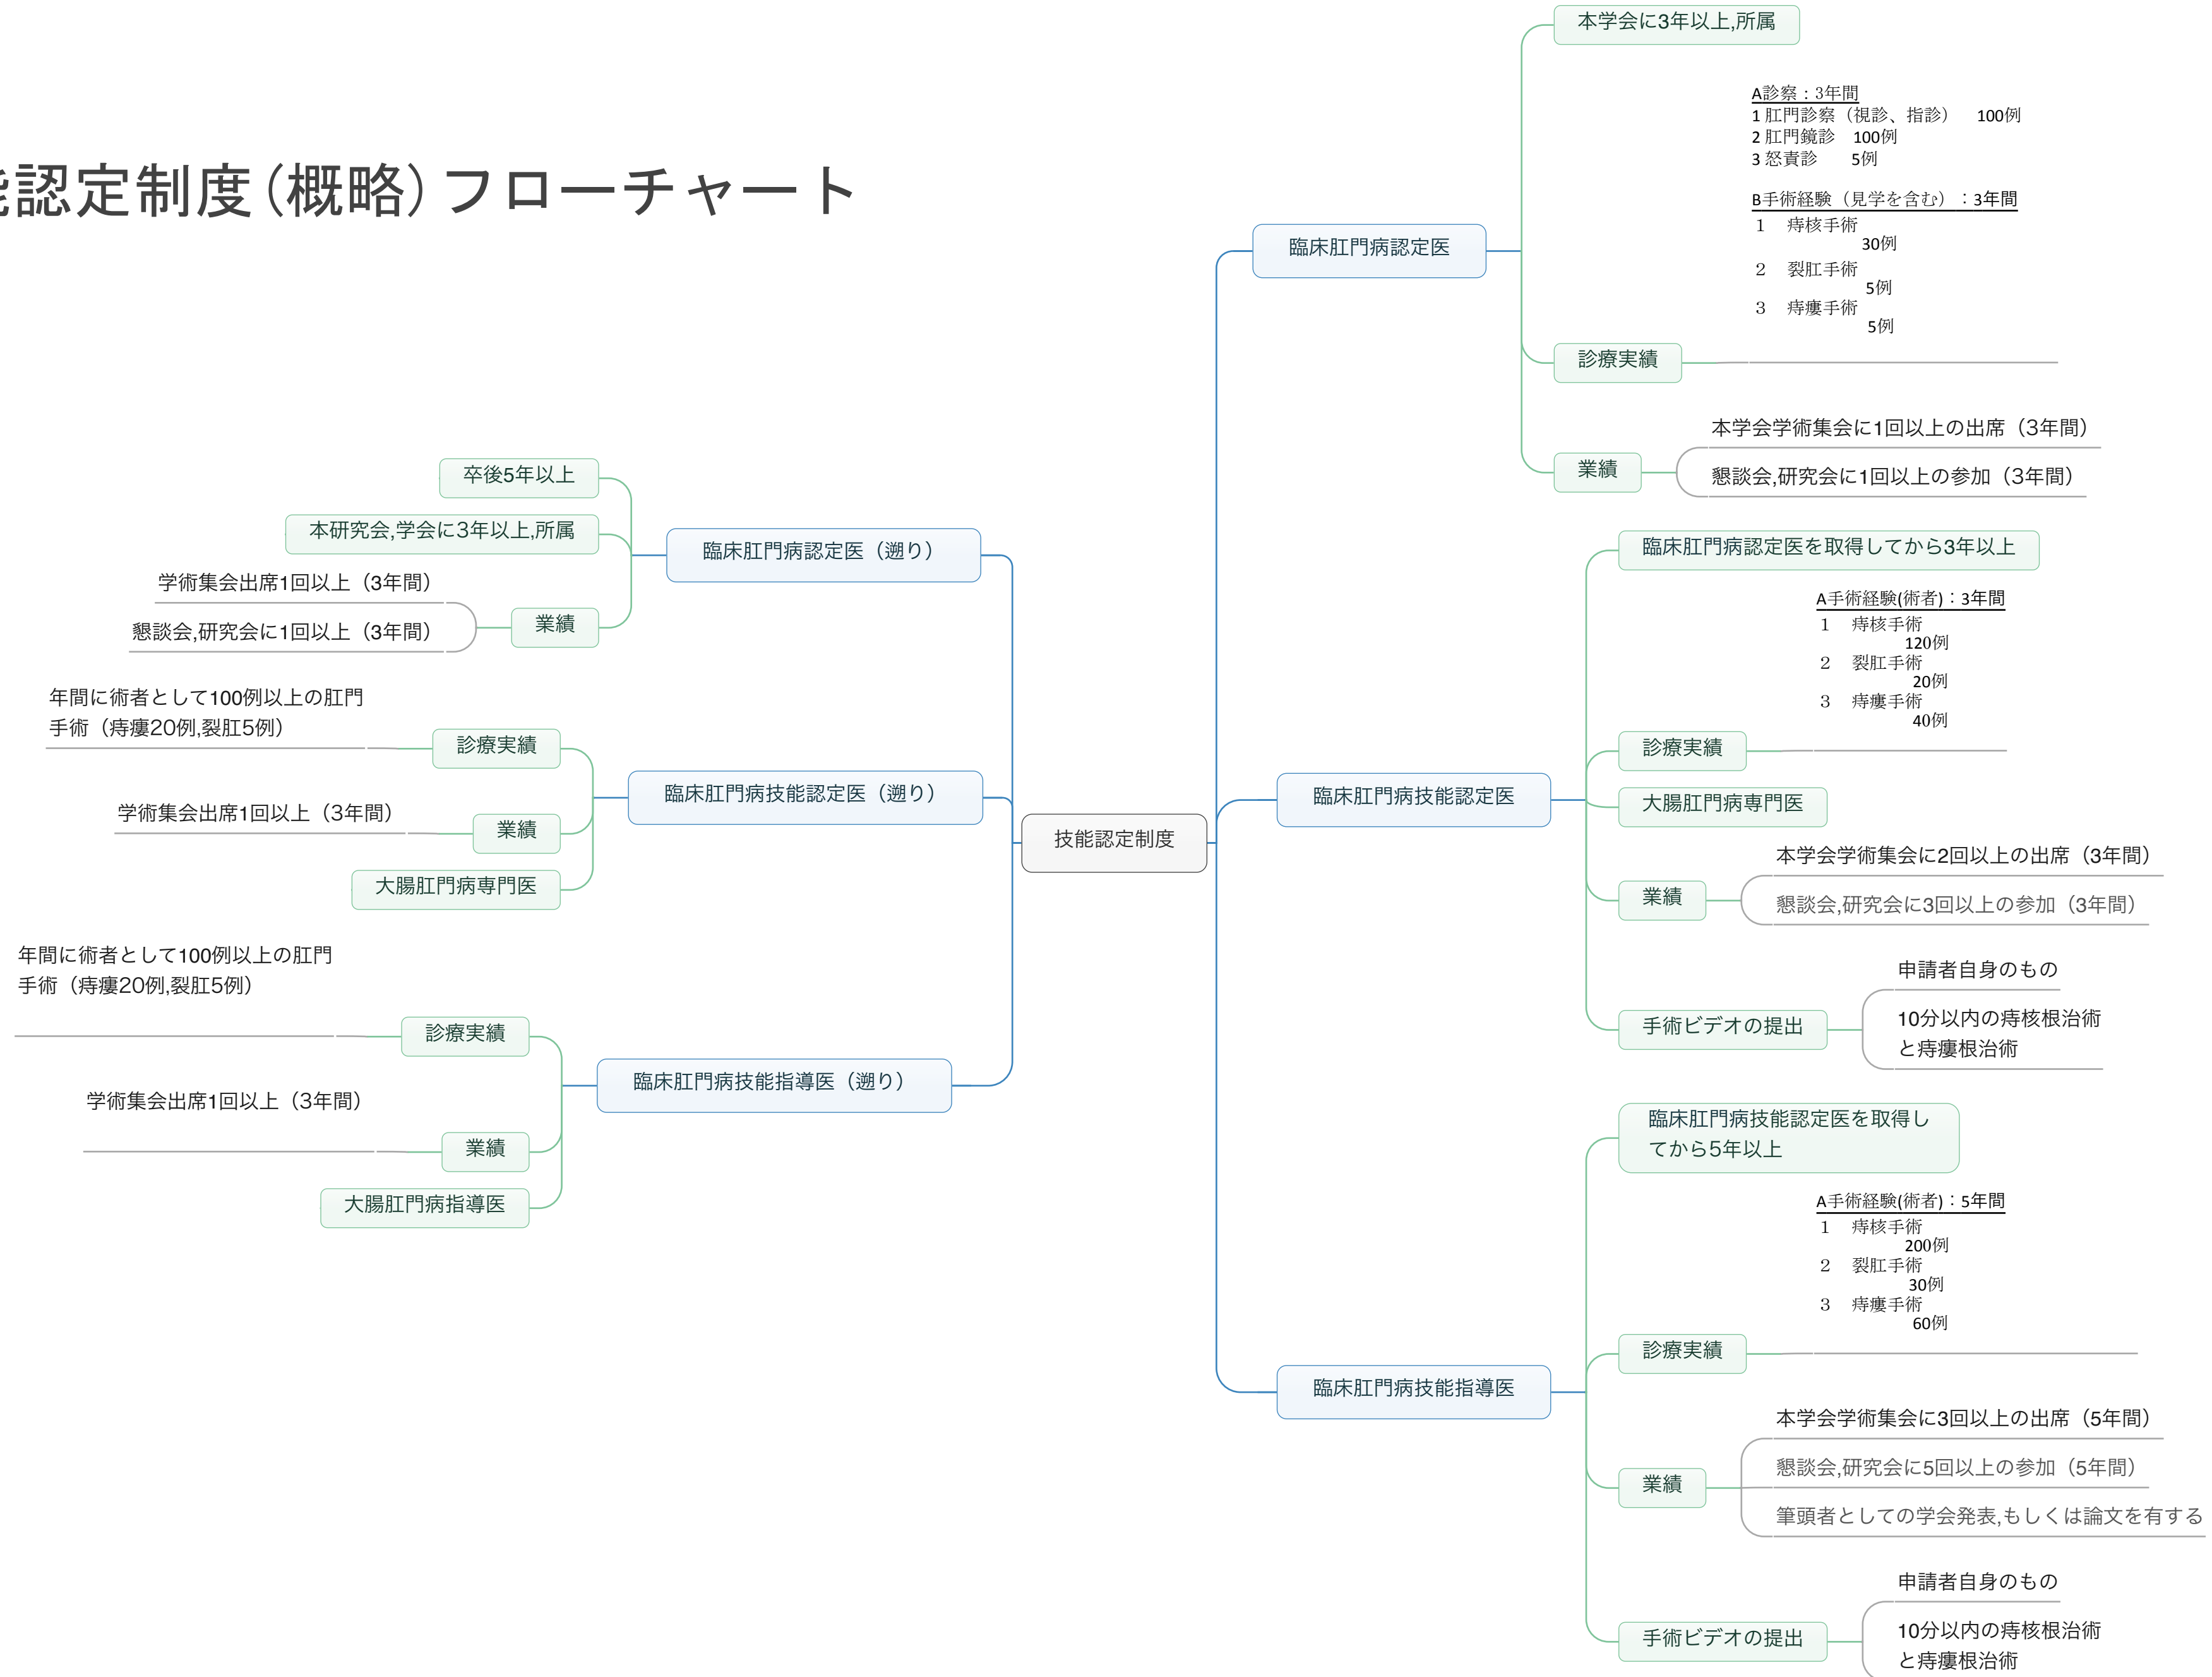 能認定制度(概略)フローチャート
技能認定制度
臨床肛門病認定医
本学会に3年以上,所属
A診察：3年間
1 肛門診察（視診、指診） 100例
2 肛門鏡診 100例
3 怒責診 5例
B手術経験（見学を含む）：3年間
1 痔核手術
30例
2 裂肛手術
5例
3 痔瘻手術
5例
診療実績
本学会学術集会に1回以上の出席（3年間）
業績
懇談会,研究会に1回以上の参加（3年間）
臨床肛門病技能認定医
臨床肛門病認定医を取得してから3年以上
A手術経験(術者)：3年間
1 痔核手術
120例
2 裂肛手術
20例
3 痔瘻手術
40例
診療実績
大腸肛門病専門医
本学会学術集会に2回以上の出席（3年間）
業績
懇談会,研究会に3回以上の参加（3年間）
申請者自身のもの
手術ビデオの提出
10分以内の痔核根治術
と痔瘻根治術
臨床肛門病技能指導医
臨床肛門病技能認定医を取得し
てから5年以上
A手術経験(術者)：5年間
1 痔核手術
200例
2 裂肛手術
30例
3 痔瘻手術
60例
診療実績
本学会学術集会に3回以上の出席（5年間）
懇談会,研究会に5回以上の参加（5年間）
業績
筆頭者としての学会発表,もしくは論文を有する
申請者自身のもの
手術ビデオの提出
10分以内の痔核根治術
と痔瘻根治術
臨床肛門病認定医（遡り）
卒後5年以上
本研究会,学会に3年以上,所属
学術集会出席1回以上（3年間）
業績
懇談会,研究会に1回以上（3年間）
臨床肛門病技能認定医（遡り）
年間に術者として100例以上の肛門
手術（痔瘻20例,裂肛5例）
診療実績
学術集会出席1回以上（3年間）
業績
大腸肛門病専門医
臨床肛門病技能指導医（遡り）
年間に術者として100例以上の肛門
手術（痔瘻20例,裂肛5例）
診療実績
学術集会出席1回以上（3年間）
業績
大腸肛門病指導医